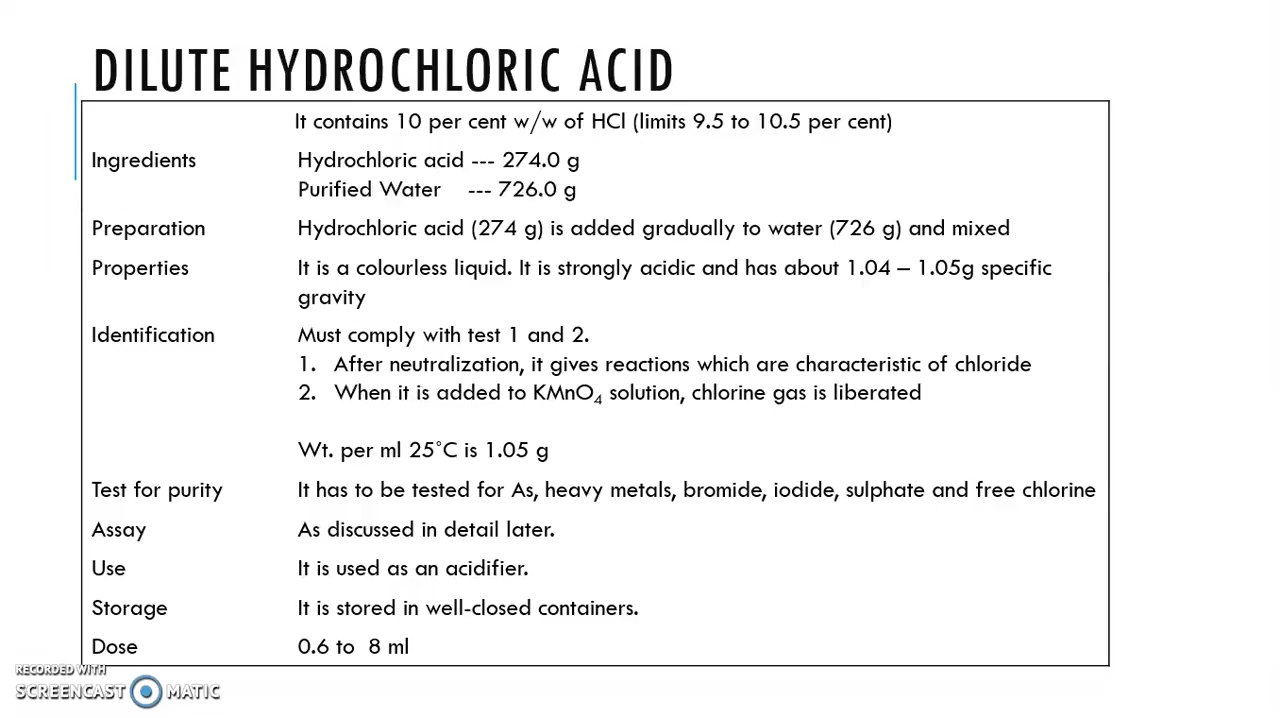 DILUTE HYDROCHLORIC ACID
It contains 10 per cent w/w of HCl (limits 9.5 to 10.5 per cent)
Ingredients Hydrochloric acid --- 274.0 g
Purified Water --- 726.0 g
Preparation Hydrochloric acid (274 g) is added gradually to water (726 g) and mixed
Properties It is a colourless liquid. It is strongly acidic and has about 1.04 – 1.05g specific
gravity
Identification Must comply with test 1 and 2.
1. After neutralization, it gives reactions which are characteristic of chloride
2. When it is added to KMnO₄ solution, chlorine gas is liberated
Wt. per ml 25°C is 1.05 g
Test for purity It has to be tested for As, heavy metals, bromide, iodide, sulphate and free chlorine
Assay As discussed in detail later.
Use It is used as an acidifier.
Storage It is stored in well-closed containers.
Dose 0.6 to 8 ml
RECORDED WITH
SCREENCAST MATIC